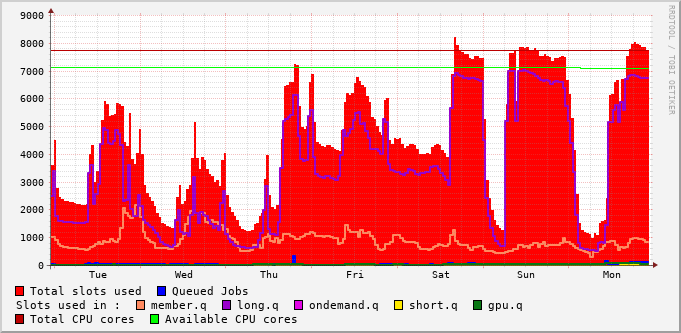 9000
8000
7000
6000
5000
4000
3000
2000
1000
0
Tue Wed Thu Fri Sat Sun Mon
RRDTOOL / TOBI OETIKER
Total slots used Queued Jobs
Slots used in : member.q long.q ondemand.q short.q gpu.q
Total CPU cores Available CPU cores